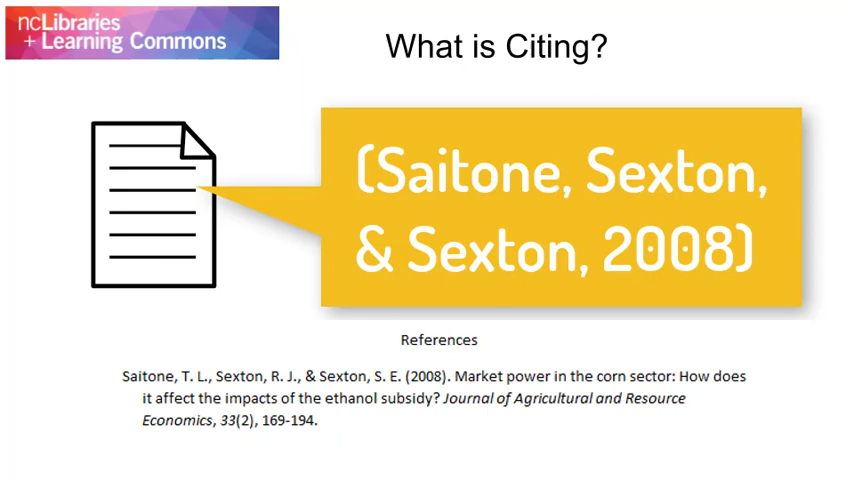 ncLibraries
+ Learning Commons
What is Citing?
(Saitone, Sexton,
& Sexton, 2008)
References
Saitone, T. L., Sexton, R. J., & Sexton, S. E. (2008). Market power in the corn sector: How does
it affect the impacts of the ethanol subsidy? Journal of Agricultural and Resource
Economics, 33(2), 169-194.